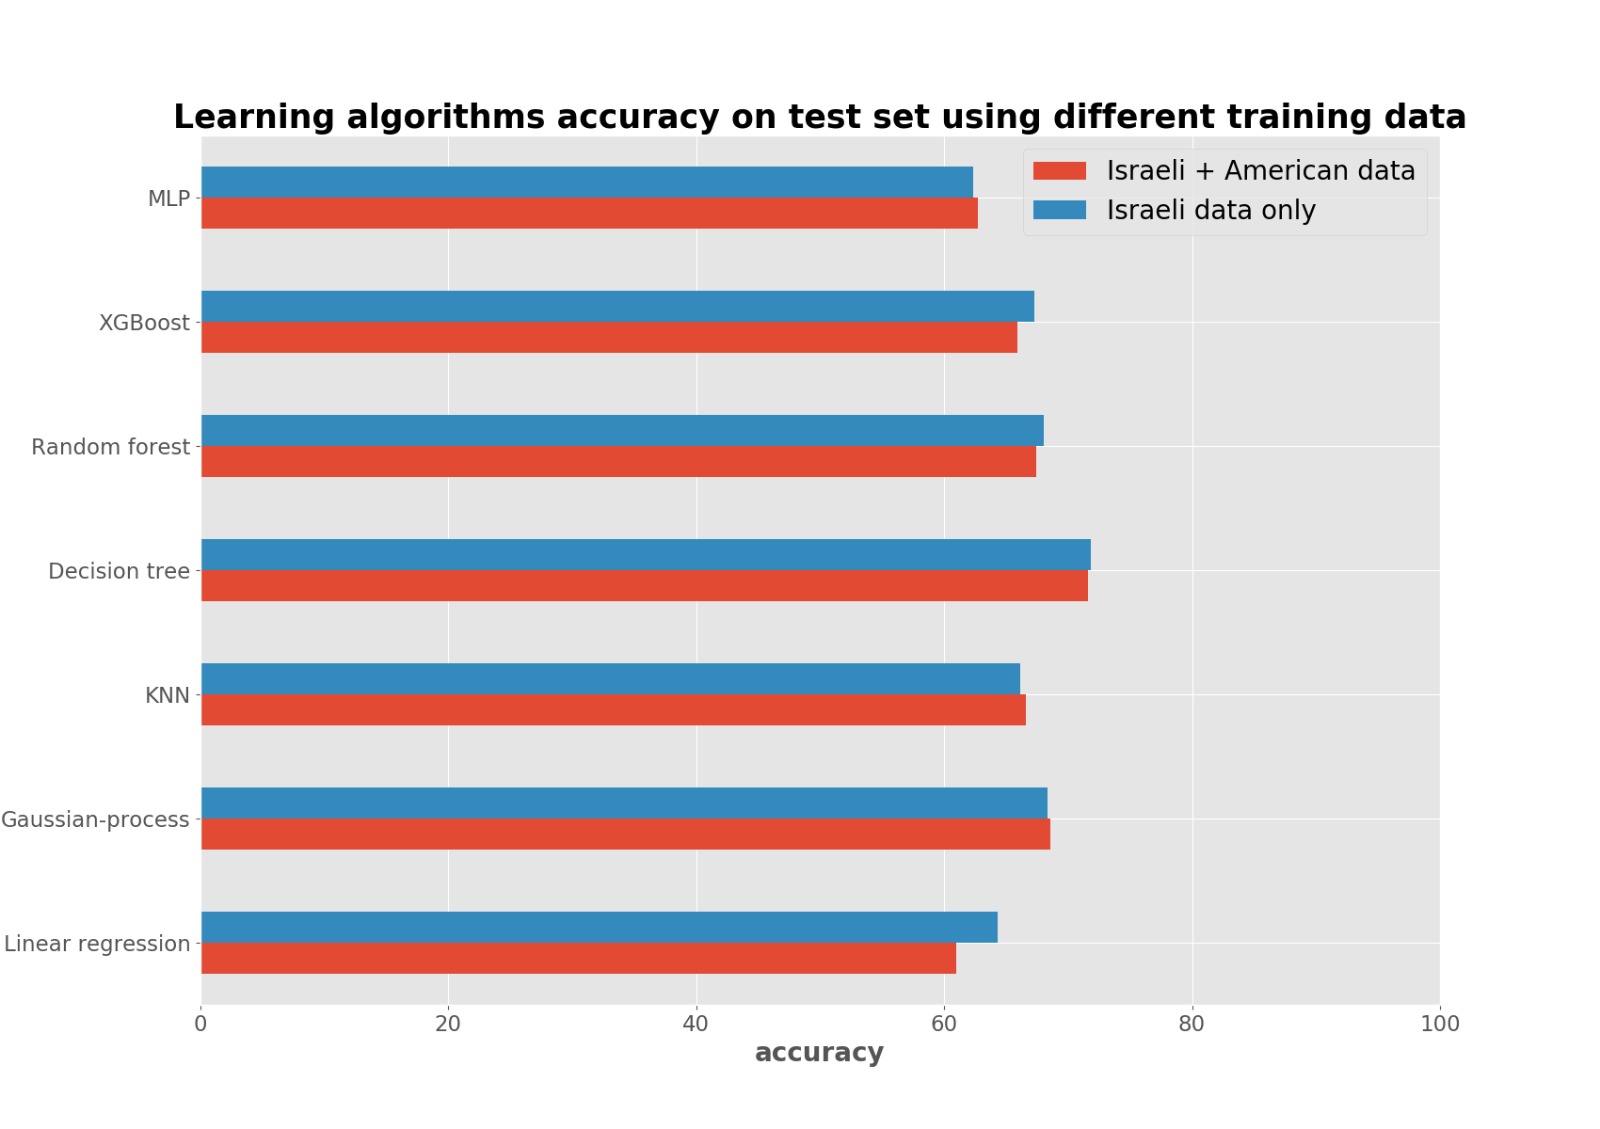 Learning algorithms accuracy on test set using different training data
Israeli + American data
Israeli data only
MLP
XGBoost
Random forest
Decision tree
KNN
Gaussian-process
Linear regression
0 20 40 60 80 100
accuracy